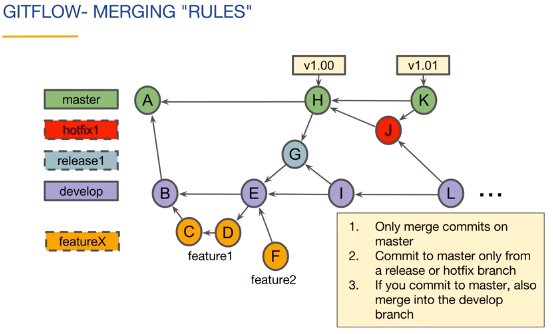 GITFLOW- MERGING "RULES"
v1.00
v1.01
master
A
H
K
hotfix1
J
release1
G
develop
B
E
I
L
...
featureX
C
D
F
feature1
feature2
1. Only merge commits on
master
2. Commit to master only from
a release or hotfix branch
3. If you commit to master, also
merge into the develop
branch